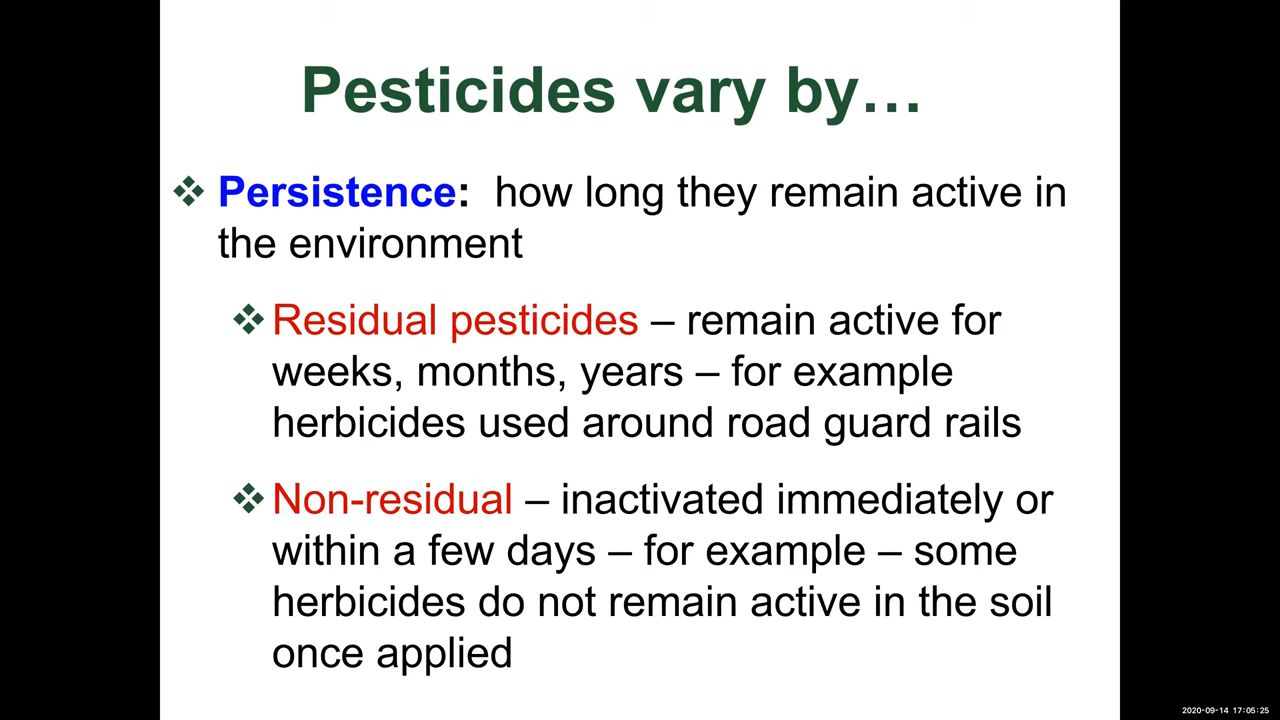 Pesticides vary by…
❖ Persistence: how long they remain active in
the environment
❖ Residual pesticides – remain active for
weeks, months, years – for example
herbicides used around road guard rails
❖ Non-residual – inactivated immediately or
within a few days – for example – some
herbicides do not remain active in the soil
once applied
2020-09-14 17:05:25